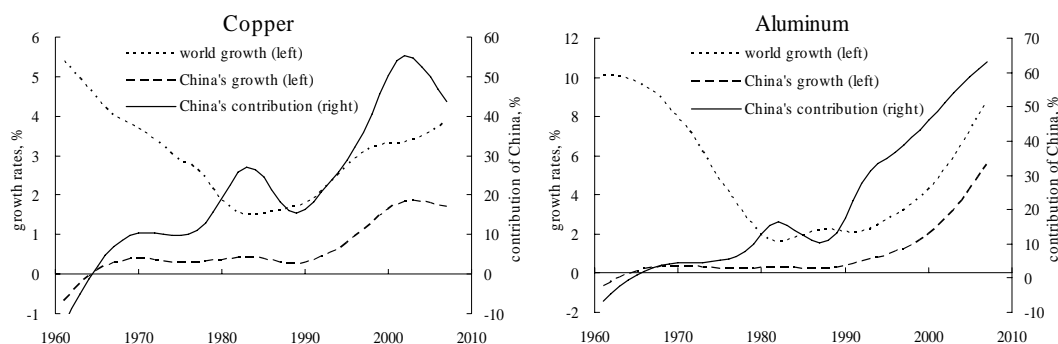 Copper
world growth (left)
China's growth (left)
China's contribution (right)
growth rates, %
contribution of China, %
6
5
4
3
2
1
0
-1
60
50
40
30
20
10
0
-10
1960 1970 1980 1990 2000 2010
Aluminum
world growth (left)
China's growth (left)
China's contribution (right)
growth rates, %
contribution of China, %
12
10
8
6
4
2
0
-2
70
60
50
40
30
20
10
0
-10
1960 1970 1980 1990 2000 2010